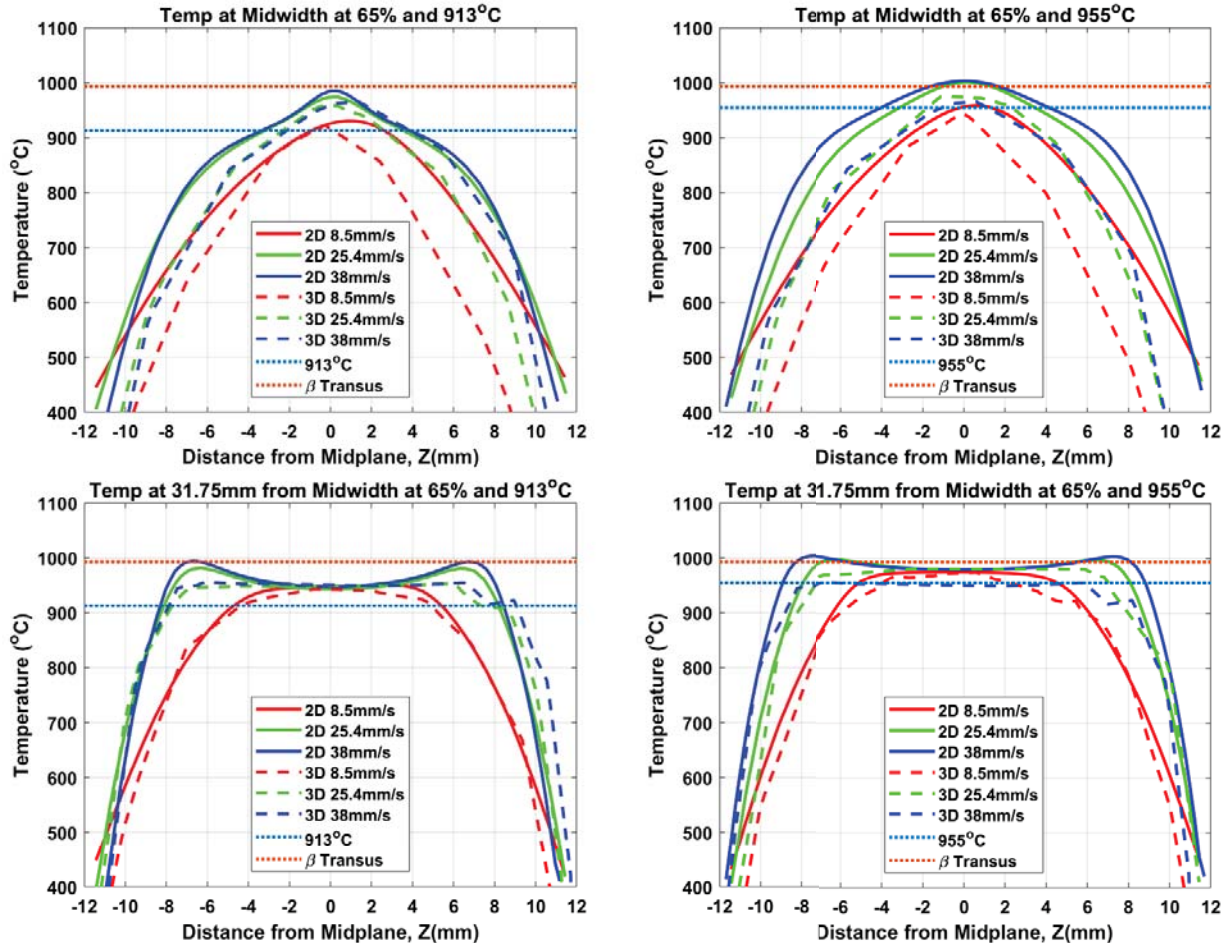 Temp at Midwidth at 65% and 913°C
1100
1000
900
800
700
600
500
400
Temperature (°C)
2D 8.5mm/s
2D 25.4mm/s
2D 38mm/s
3D 8.5mm/s
3D 25.4mm/s
3D 38mm/s
913°C
β Transus
-12 -10 -8 -6 -4 -2 0 2 4 6 8 10 12
Distance from Midplane, Z(mm)
Temp at Midwidth at 65% and 955°C
1100
1000
900
800
700
600
500
400
Temperature (°C)
2D 8.5mm/s
2D 25.4mm/s
2D 38mm/s
3D 8.5mm/s
3D 25.4mm/s
3D 38mm/s
955°C
β Transus
-12 -10 -8 -6 -4 -2 0 2 4 6 8 10 12
Distance from Midplane, Z(mm)
Temp at 31.75mm from Midwidth at 65% and 913°C
1100
1000
900
800
700
600
500
400
Temperature (°C)
2D 8.5mm/s
2D 25.4mm/s
2D 38mm/s
3D 8.5mm/s
3D 25.4mm/s
3D 38mm/s
913°C
β Transus
-12 -10 -8 -6 -4 -2 0 2 4 6 8 10 12
Distance from Midplane, Z(mm)
Temp at 31.75mm from Midwidth at 65% and 955°C
1100
1000
900
800
700
600
500
400
Temperature (°C)
2D 8.5mm/s
2D 25.4mm/s
2D 38mm/s
3D 8.5mm/s
3D 25.4mm/s
3D 38mm/s
955°C
β Transus
-12 -10 -8 -6 -4 -2 0 2 4 6 8 10 12
Distance from Midplane, Z(mm)